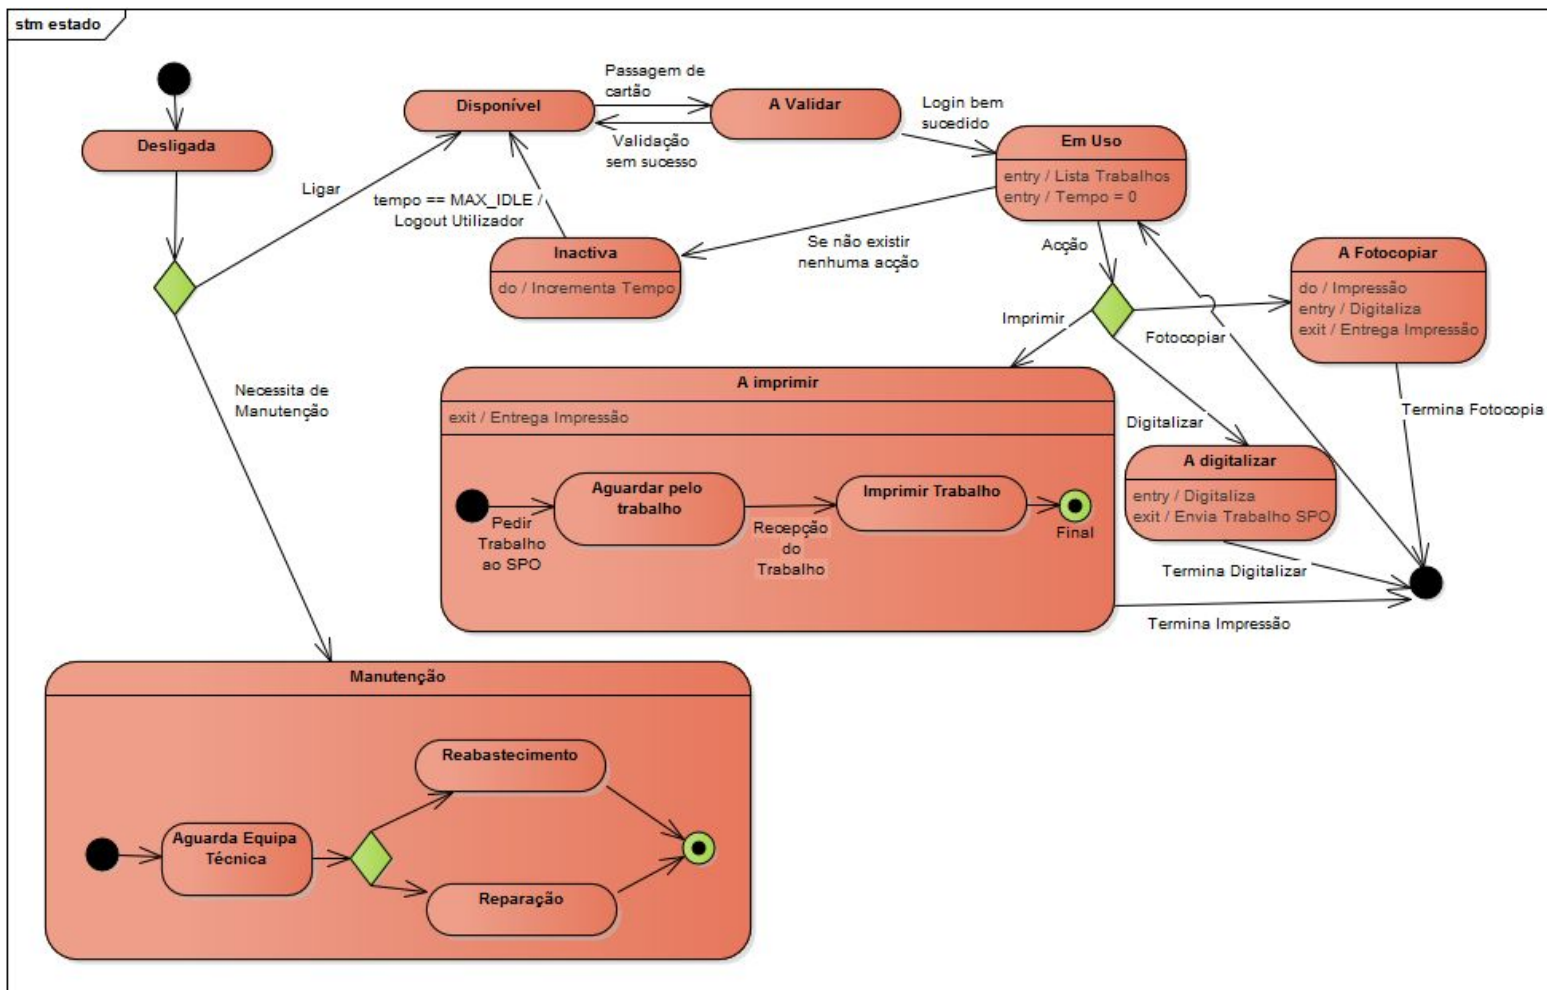 stm estado
Desligada
Disponível
Passagem de
cartão
A Validar
Validação
sem sucesso
Login bem
sucedido
Em Uso
entry / Lista Trabalhos
entry / Tempo = 0
Ligar
tempo == MAX_IDLE /
Logout Utilizador
Inactiva
do / Incrementa Tempo
Se não existir
nenhuma acção
Acção
A Fotocopiar
do / Impressão
entry / Digitaliza
exit / Entrega Impressão
Imprimir
Fotocopiar
Necessita de
Manutenção
A imprimir
exit / Entrega Impressão
Aguardar pelo
trabalho
Imprimir Trabalho
Pedir
Trabalho
ao SPO
Recepção
do
Trabalho
Final
Digitalizar
Termina Fotocopia
A digitalizar
entry / Digitaliza
exit / Envia Trabalho SPO
Termina Digitalizar
Termina Impressão
Manutenção
Reabastecimento
Aguarda Equipa
Técnica
Reparação